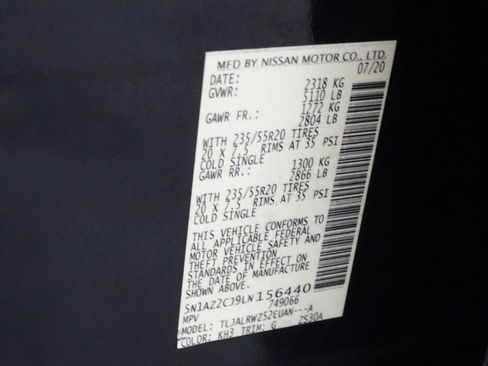 MFD BY NISSAN MOTOR CO., LTD.
DATE: 07/20
GVWR: 2318 KG
5110 LB
GAWR FR.: 1272 KG
2804 LB
WITH 235/55R20 TIRES
20 X 7.5 RIMS AT 35 PSI
COLD SINGLE
GAWR RR.: 1300 KG
2866 LB
WITH 235/55R20 TIRES
20 X 7.5 RIMS AT 35 PSI
COLD SINGLE
THIS VEHICLE CONFORMS TO
ALL APPLICABLE FEDERAL
MOTOR VEHICLE SAFETY AND
THEFT PREVENTION
STANDARDS IN EFFECT ON
THE DATE OF MANUFACTURE
SHOWN ABOVE.
5N1AZ2CJ9LN156440
MPV 749066
MODEL: TLJALRWZS2EUAN---A
COLOR: KH3 TRIM: G ZS30A